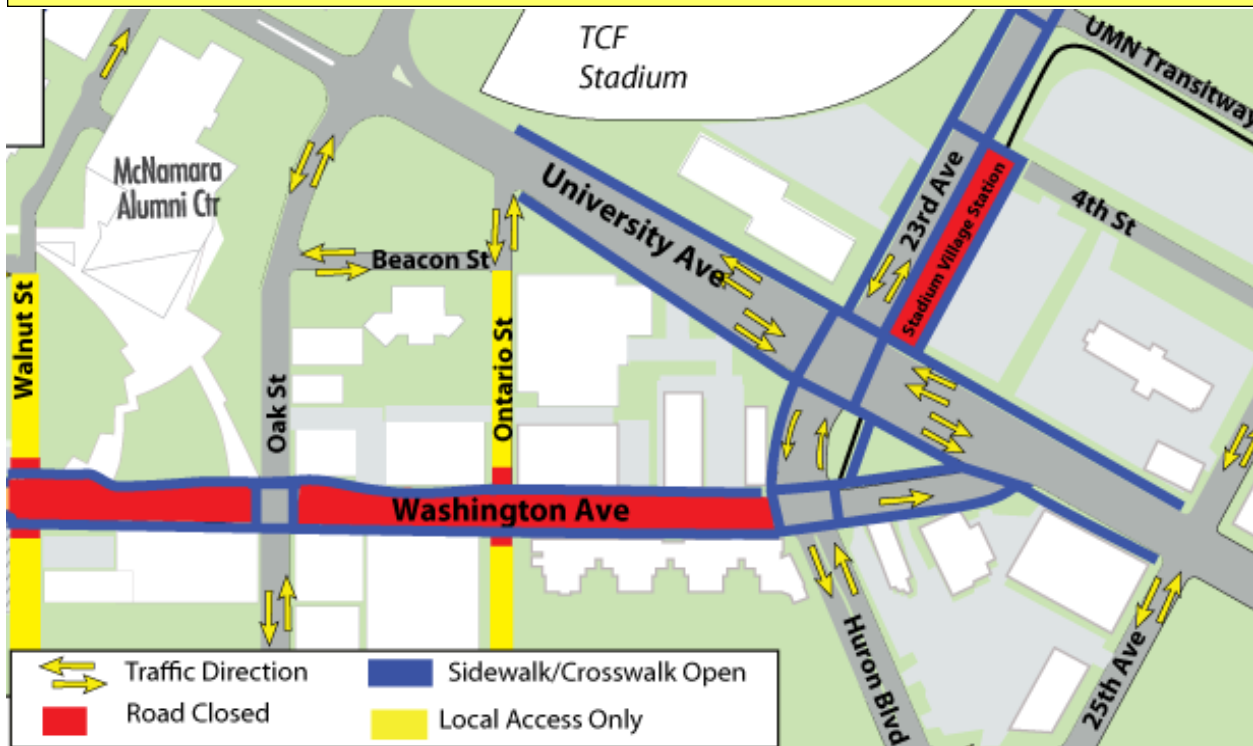 TCF
Stadium
UMN Transitway
McNamara
Alumni Ctr
University Ave
23rd Ave
Stadium Village Station
4th St
Beacon St
Walnut St
Oak St
Ontario St
Washington Ave
Huron Blvd
25th Ave
Traffic Direction
Sidewalk/Crosswalk Open
Road Closed
Local Access Only